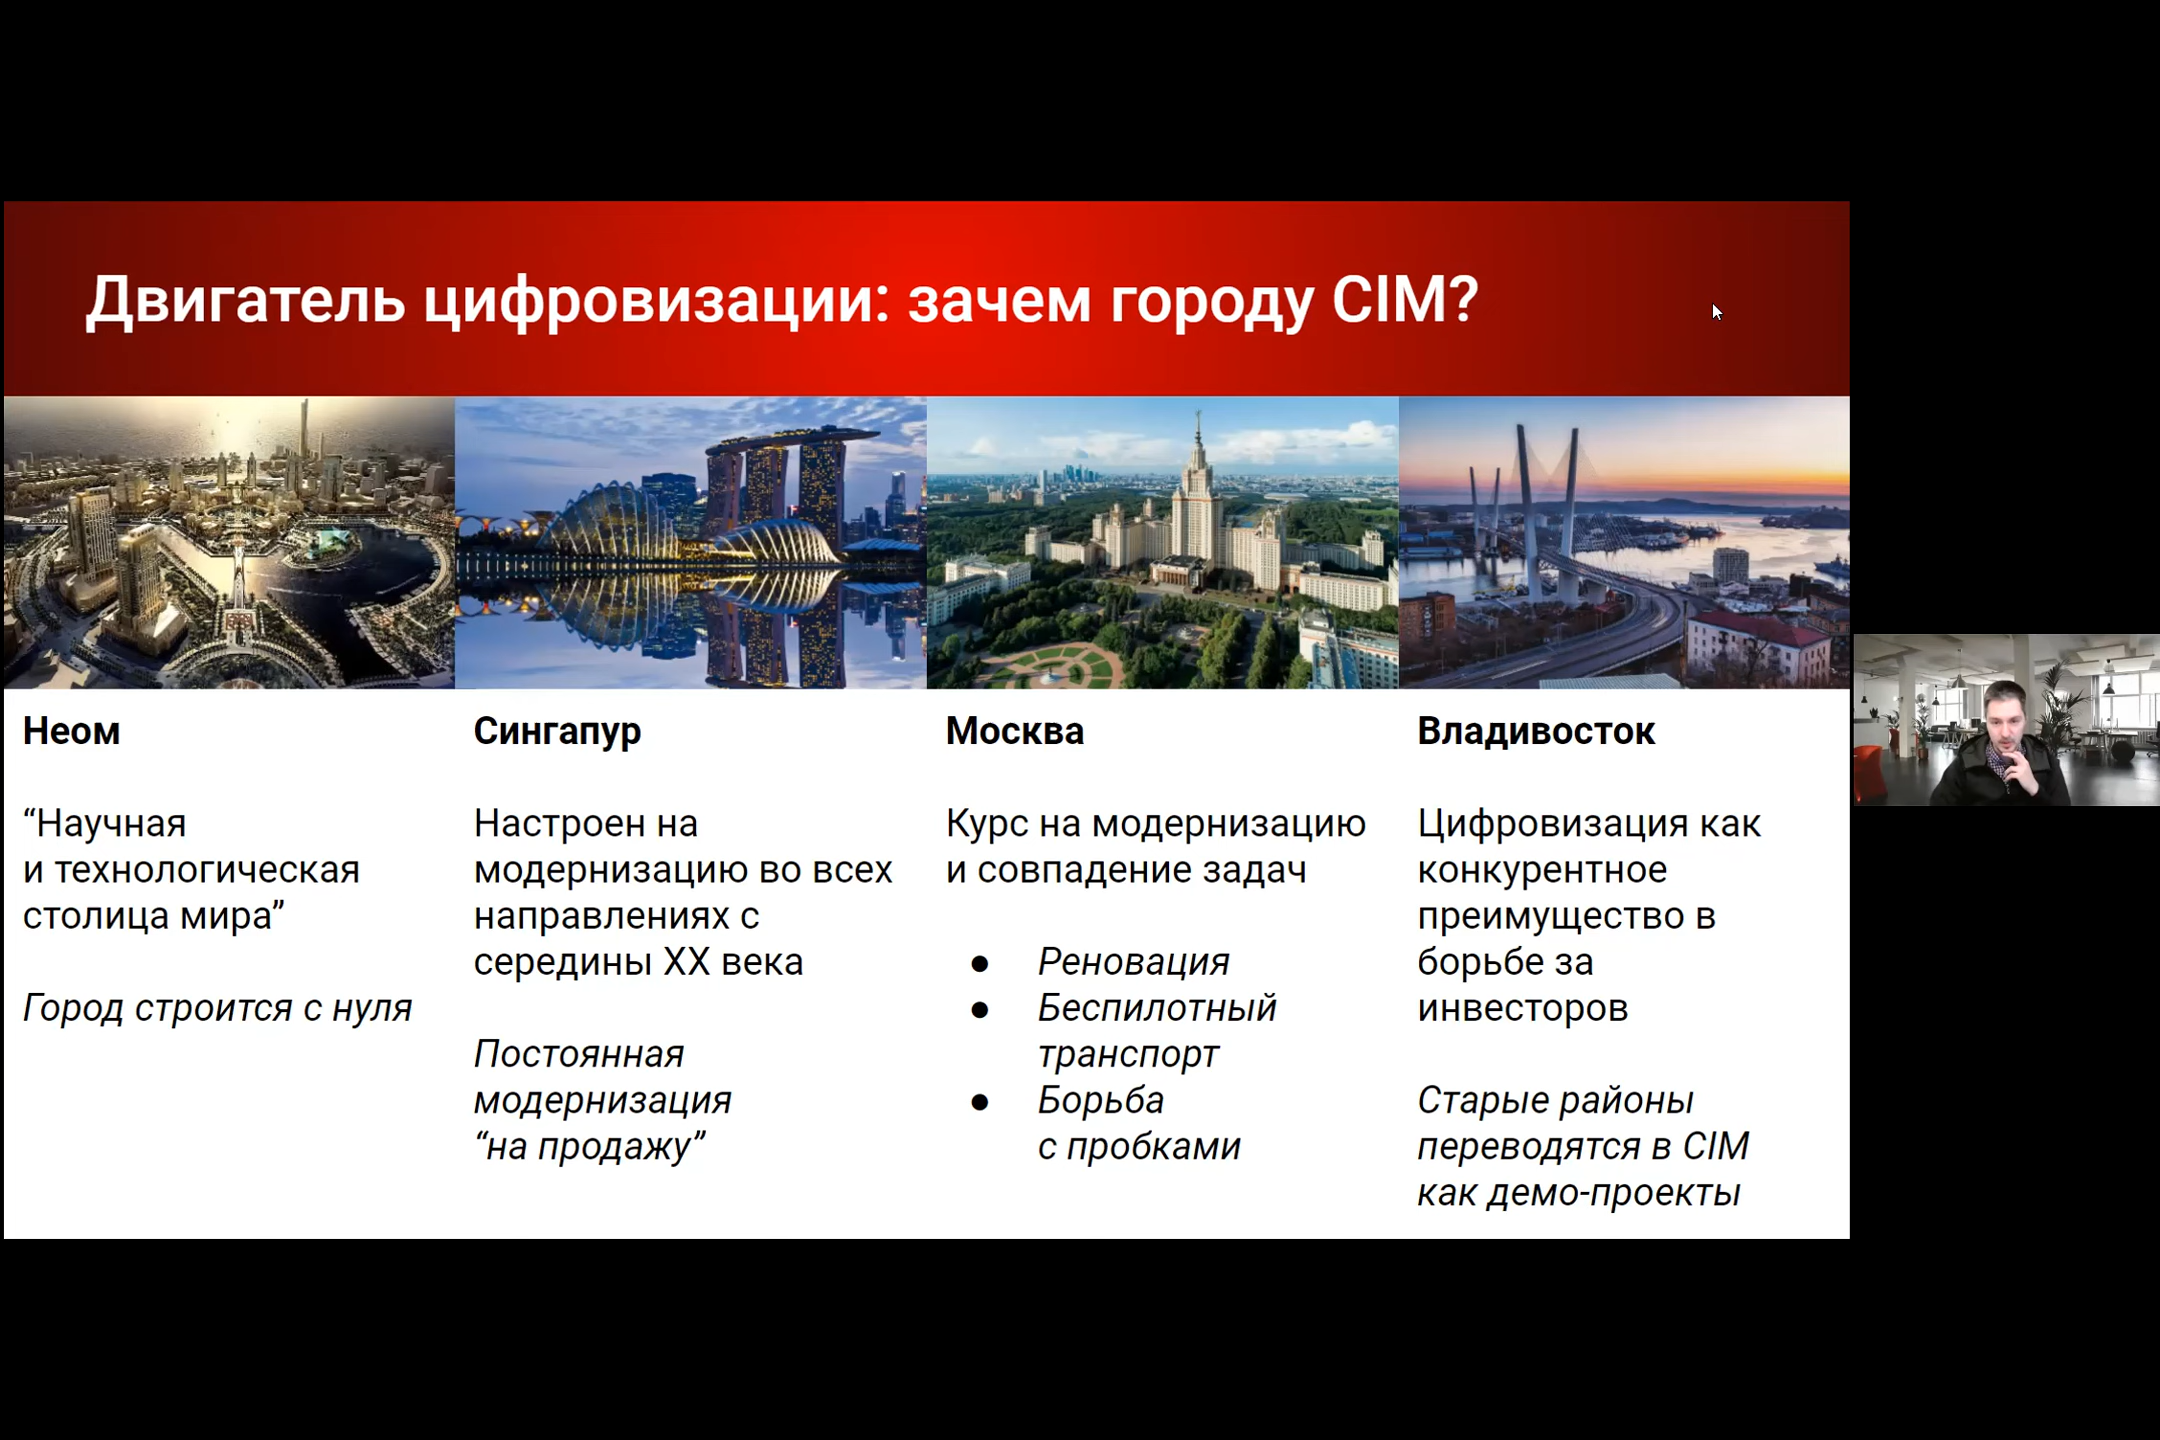 Двигатель цифровизации: зачем городу CIM?
Неом
“Научная
и технологическая
столица мира”
Город строится с нуля
Сингапур
Настроен на
модернизацию во всех
направлениях с
середины XX века
Постоянная
модернизация
“на продажу”
Москва
Курс на модернизацию
и совпадение задач
● Реновация
● Беспилотный
транспорт
● Борьба
с пробками
Владивосток
Цифровизация как
конкурентное
преимущество в
борьбе за
инвесторов
Старые районы
переводятся в CIM
как демо-проекты